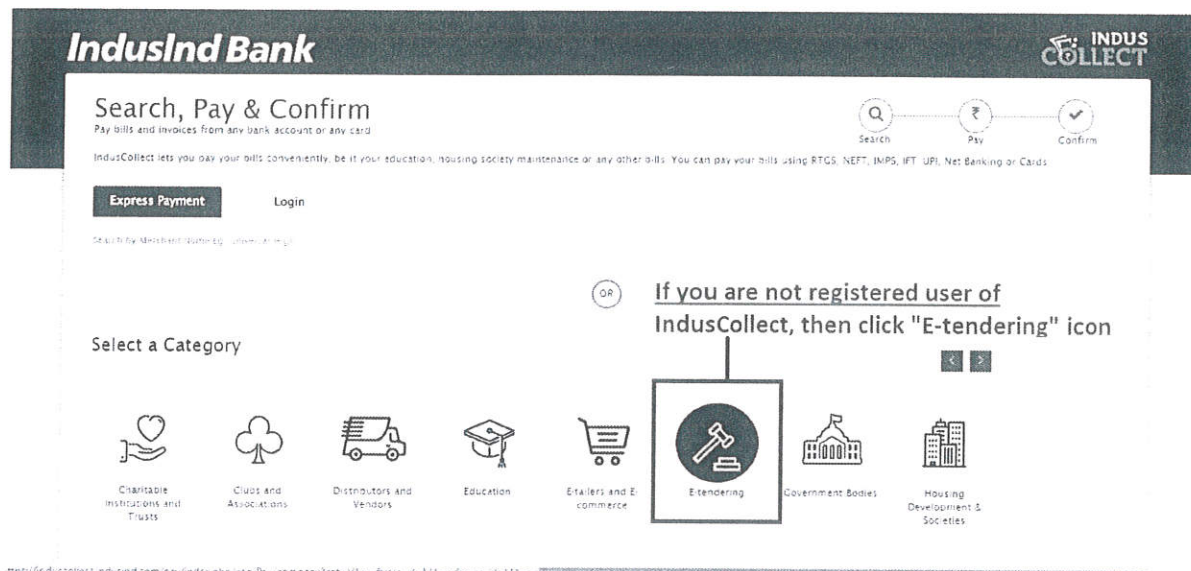 IndusInd Bank
INDUS
COLLECT
Search, Pay & Confirm
Pay bills and invoices from any bank account or any card
Search
Pay
Confirm
IndusCollect lets you pay your bills conveniently, be it your education, housing society maintenance or any other bills. You can pay your bills using RTGS, NEFT, IMPS, IFT, UPI, Net Banking or Cards
Express Payment
Login
Search by Merchant Name
OR
If you are not registered user of
IndusCollect, then click "E-tendering" icon
Select a Category
< >
Charitable
Institutions and
Trusts
Clubs and
Associations
Distributors and
Vendors
Education
E-tailers and E-
commerce
E-tendering
Government Bodies
Housing
Development &
Societies